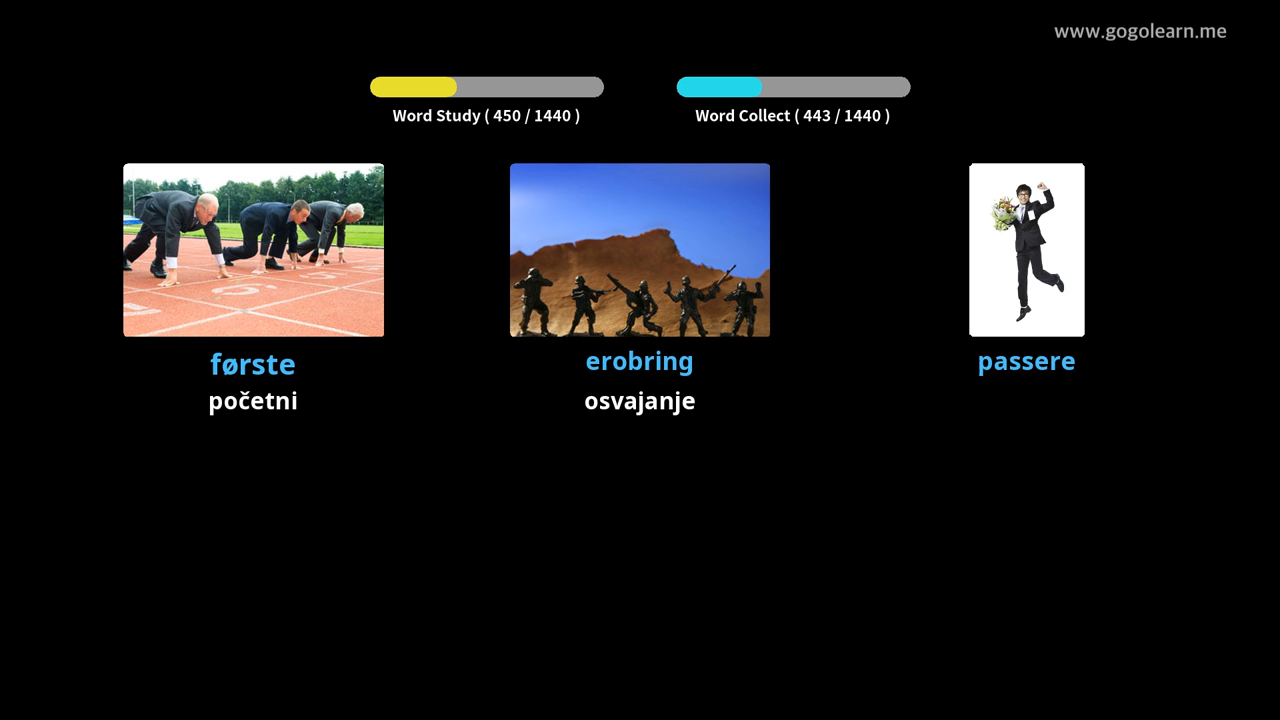 www.gogolearn.me
Word Study ( 450 / 1440 )
Word Collect ( 443 / 1440 )
første
erobring
passere
početni
osvajanje